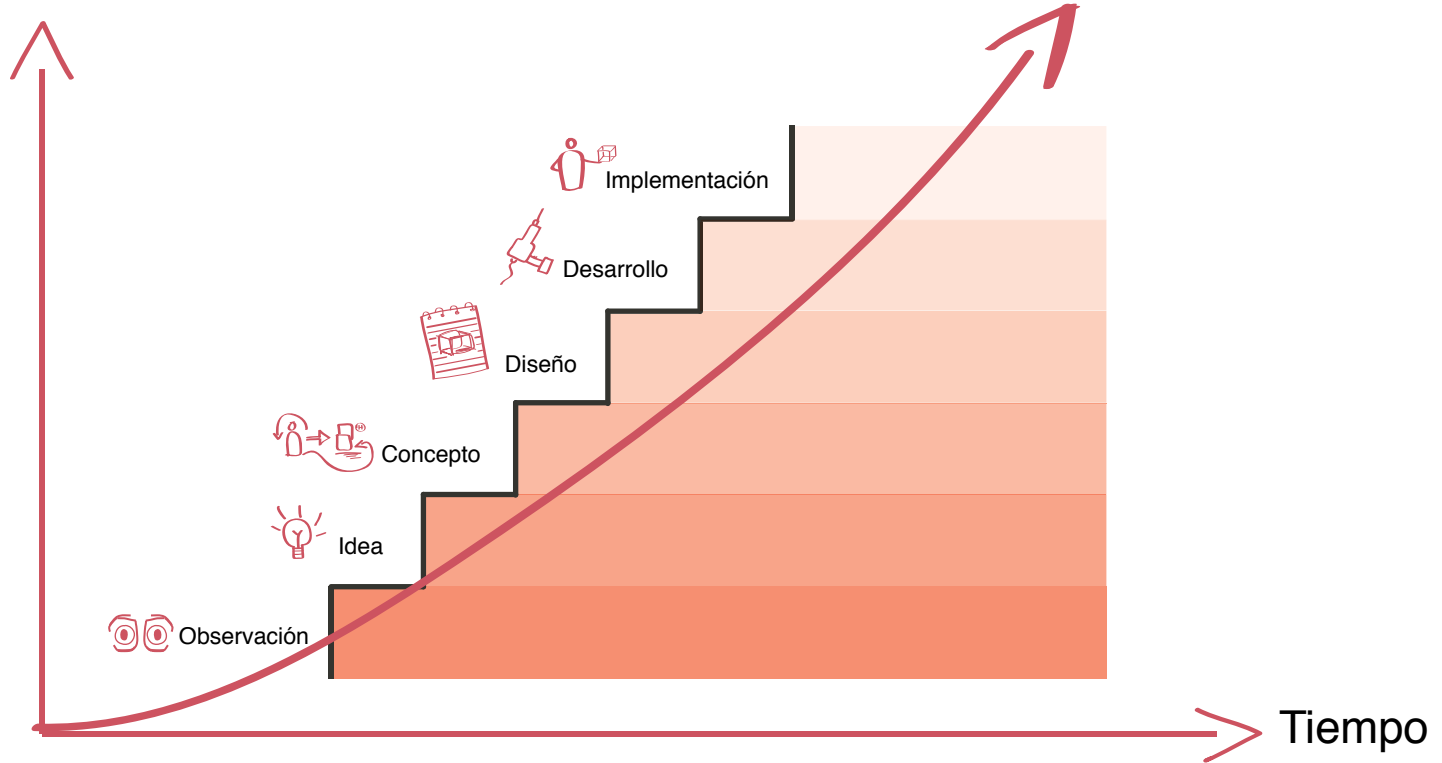 Implementación
Desarrollo
Diseño
Concepto
Idea
Observación
Tiempo